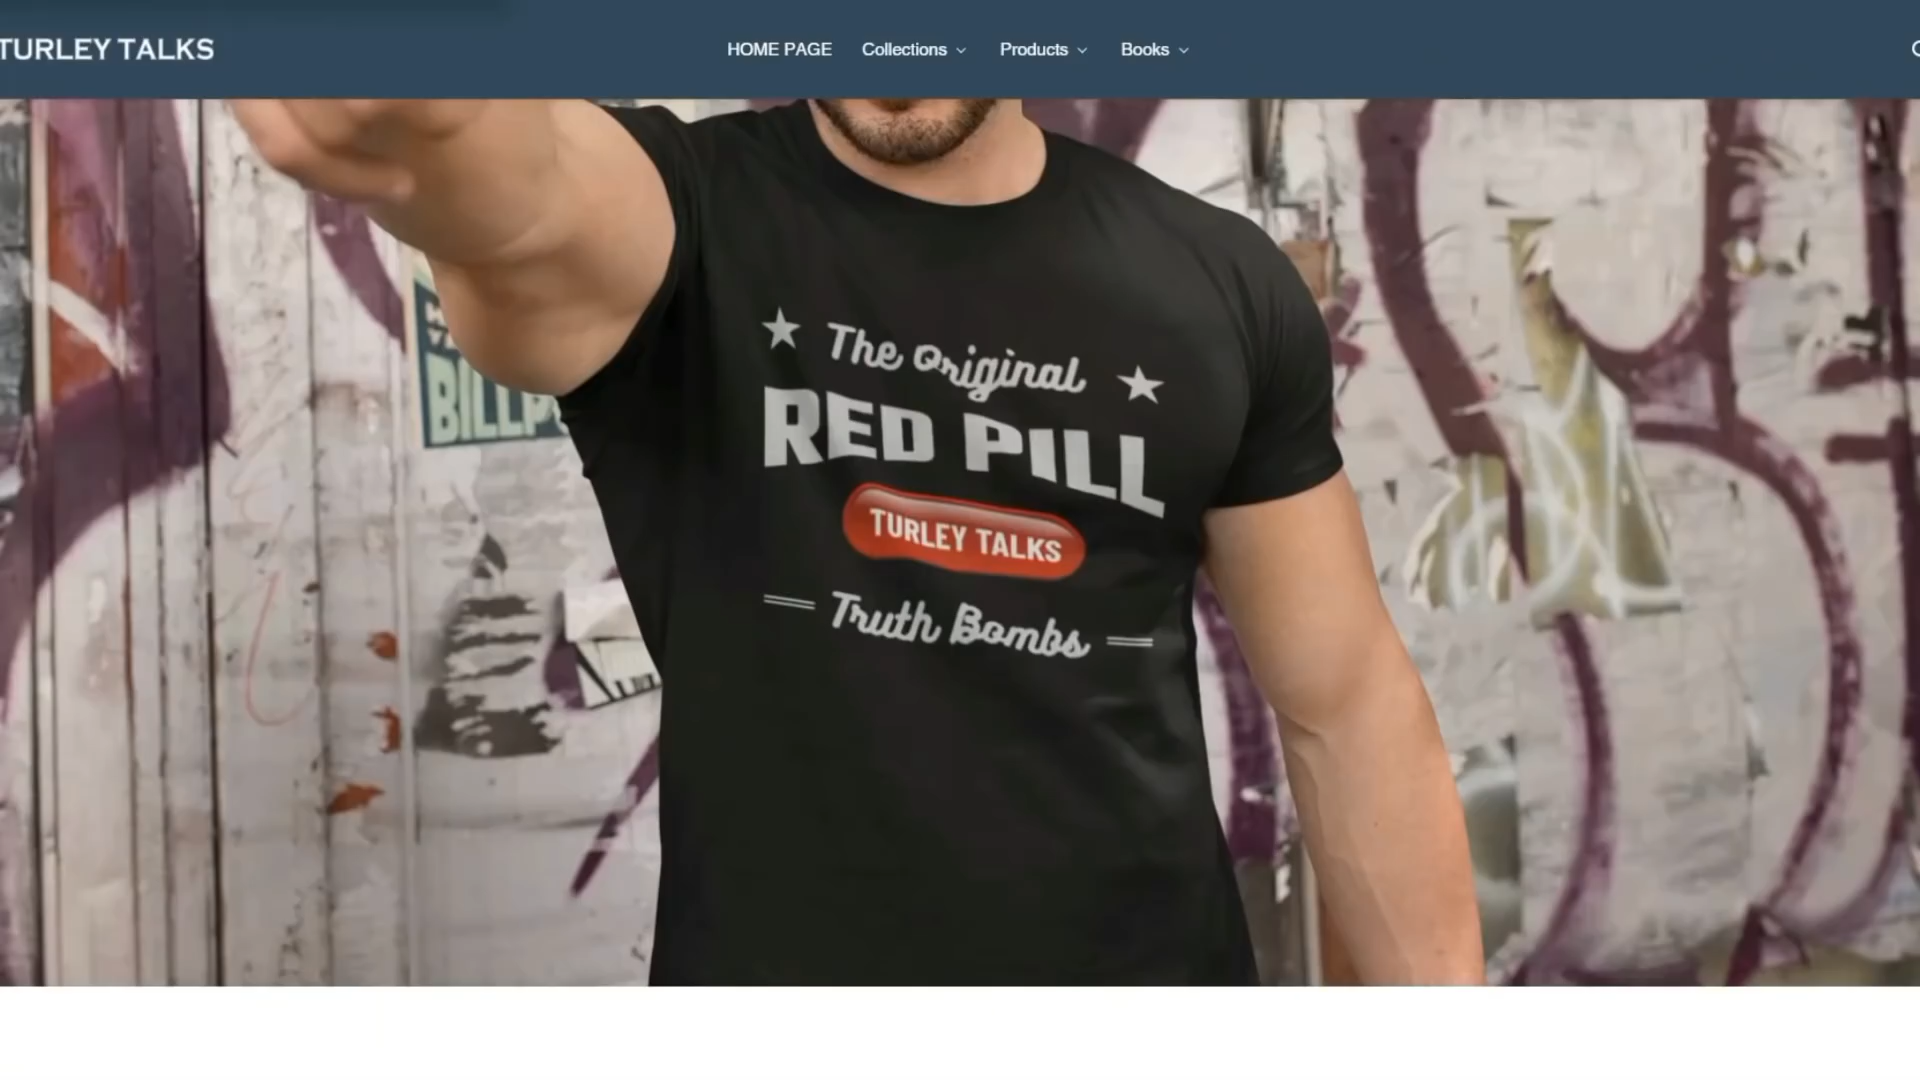 TURLEY TALKS
HOME PAGE
Collections
Products
Books
The Original
RED PILL
TURLEY TALKS
Truth Bombs